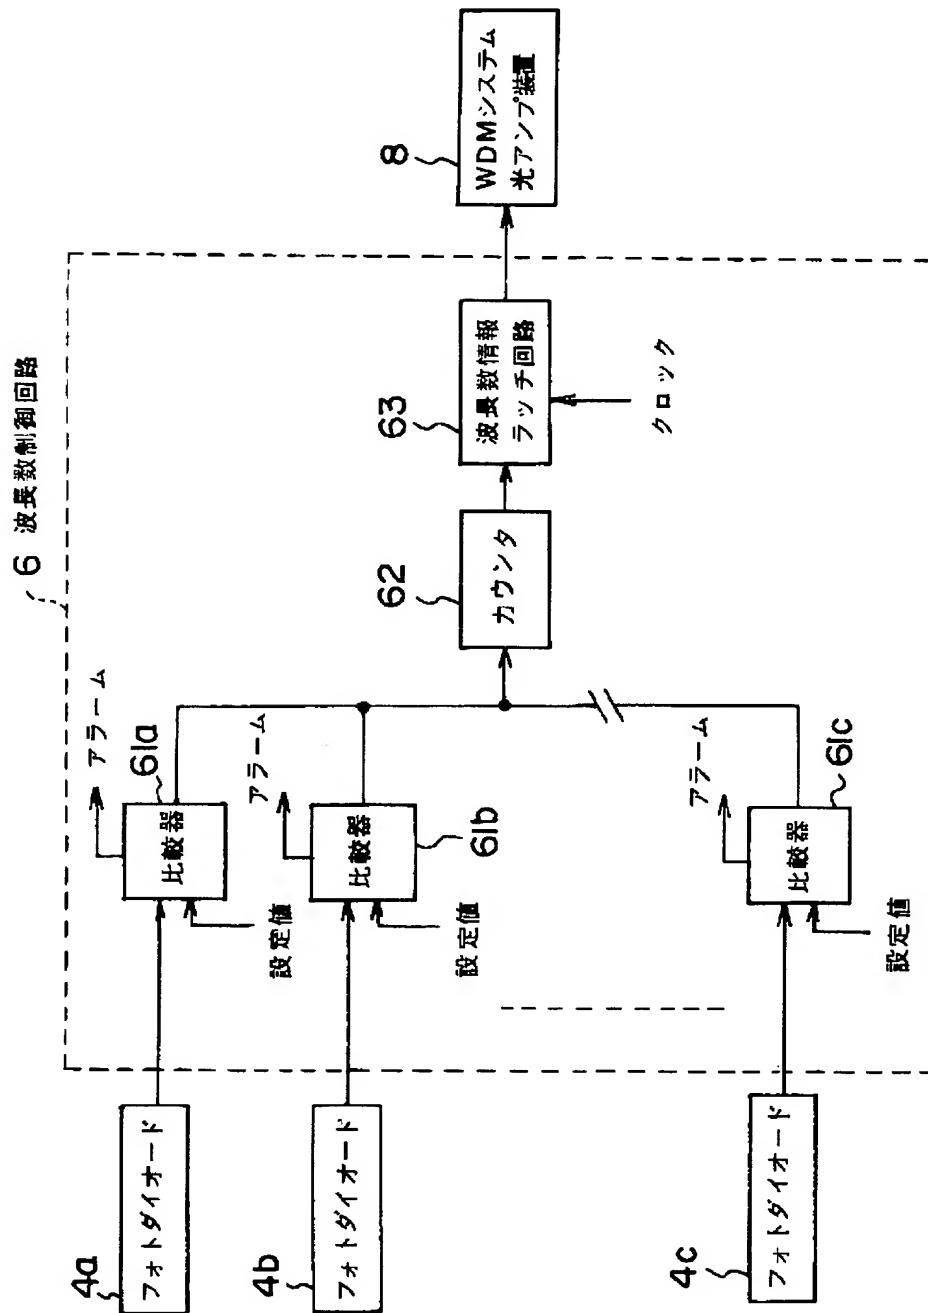 6 波長数制御回路
4a
フォトダイオード
アラーム
61a
比較器
設定値
4b
フォトダイオード
アラーム
61b
比較器
設定値
4c
フォトダイオード
アラーム
61c
比較器
設定値
62
カウンタ
63
波長数情報
ラッチ回路
クロック
8
WDMシステム
光アンプ装置